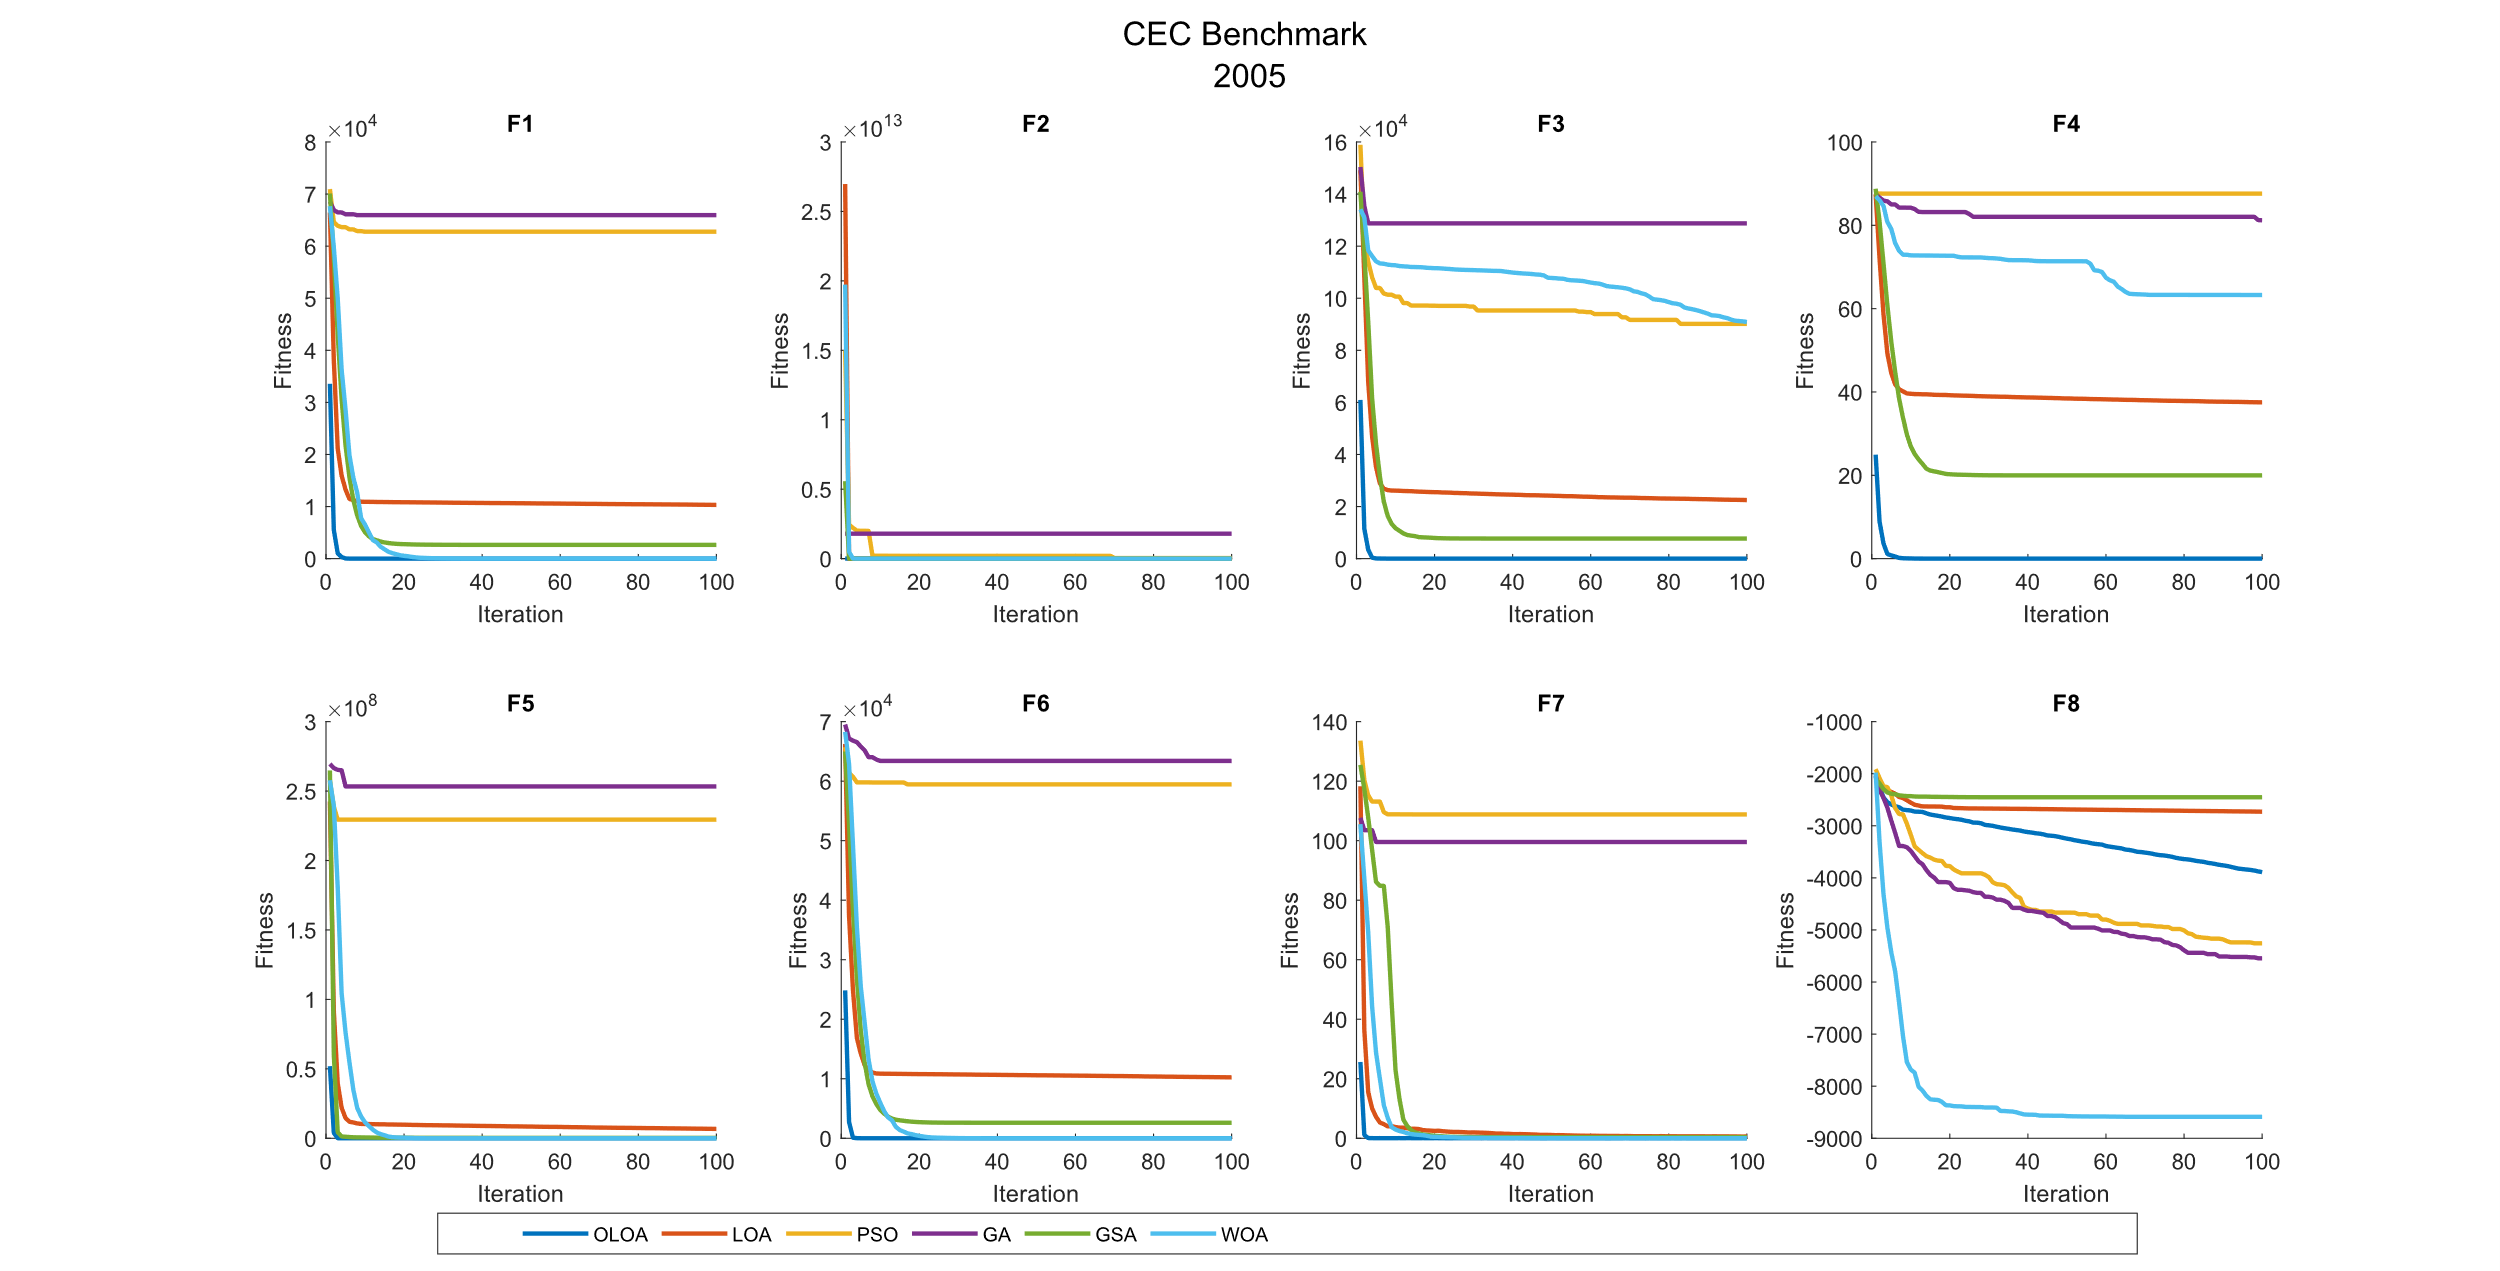 CEC Benchmark
2005
F1
×10^4
8
7
6
5
4
3
2
1
0
Fitness
0 20 40 60 80 100
Iteration
F2
×10^13
3
2.5
2
1.5
1
0.5
0
Fitness
0 20 40 60 80 100
Iteration
F3
×10^4
16
14
12
10
8
6
4
2
0
Fitness
0 20 40 60 80 100
Iteration
F4
100
80
60
40
20
0
Fitness
0 20 40 60 80 100
Iteration
F5
×10^8
3
2.5
2
1.5
1
0.5
0
Fitness
0 20 40 60 80 100
Iteration
F6
×10^4
7
6
5
4
3
2
1
0
Fitness
0 20 40 60 80 100
Iteration
F7
140
120
100
80
60
40
20
0
Fitness
0 20 40 60 80 100
Iteration
F8
-1000
-2000
-3000
-4000
-5000
-6000
-7000
-8000
-9000
Fitness
0 20 40 60 80 100
Iteration
OLOA LOA PSO GA GSA WOA